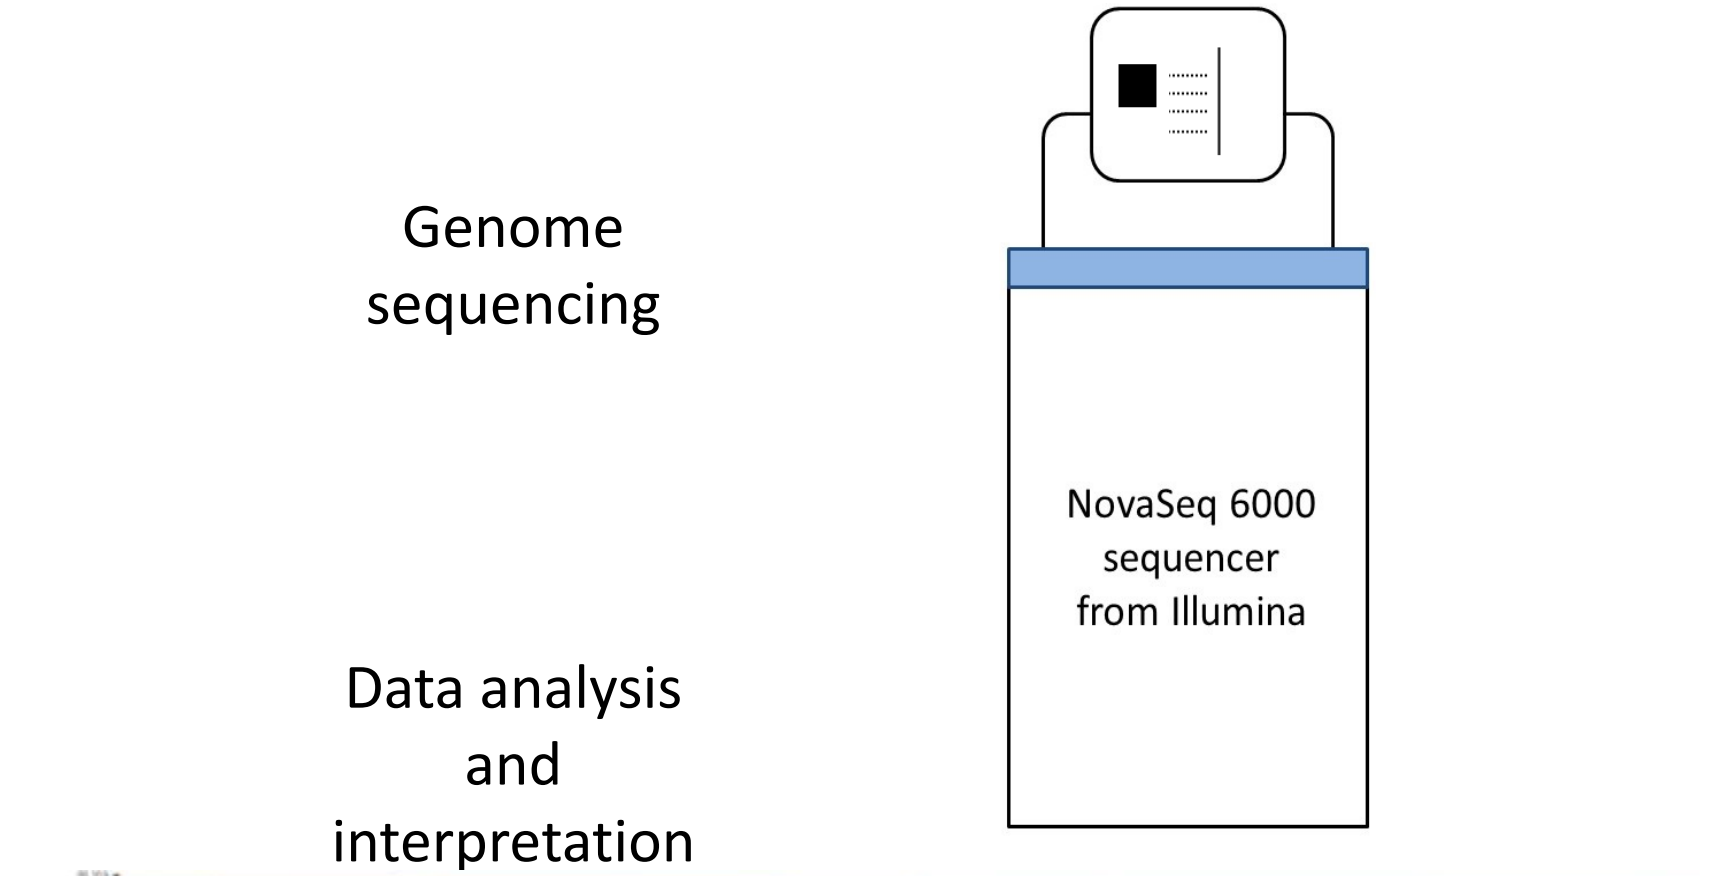 Genome
sequencing
NovaSeq 6000
sequencer
from Illumina
Data analysis
and
interpretation